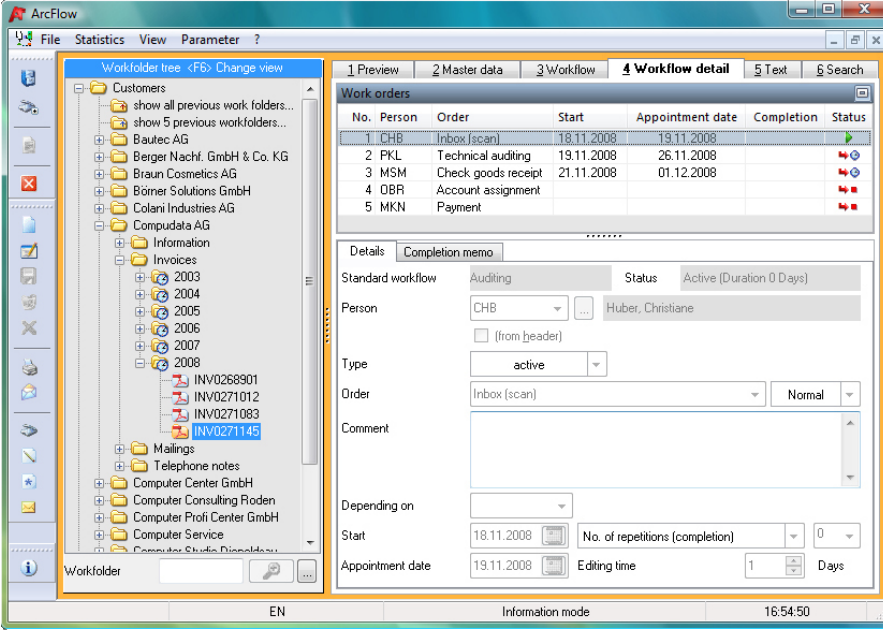 ArcFlow
File Statistics View Parameter ?
Workfolder tree <F6> Change view
Customers
show all previous work folders...
show 5 previous workfolders...
Bautec AG
Berger Nachf. GmbH & Co. KG
Braun Cosmetics AG
Börner Solutions GmbH
Colani Industries AG
Compudata AG
Information
Invoices
2003
2004
2005
2006
2007
2008
INV0268901
INV0271012
INV0271083
INV0271145
Mailings
Telephone notes
Computer Center GmbH
Computer Consulting Roden
Computer Profi Center GmbH
Computer Service
Workfolder ...
1 Preview 2 Master data 3 Workflow 4 Workflow detail 5 Text 6 Search
Work orders
No. Person Order Start Appointment date Completion Status
1 CHB Inbox (scan) 18.11.2008 19.11.2008
2 PKL Technical auditing 19.11.2008 26.11.2008
3 MSM Check goods receipt 21.11.2008 01.12.2008
4 OBR Account assignment
5 MKN Payment
Details Completion memo
Standard workflow Auditing Status Active (Duration 0 Days)
Person CHB ... Huber, Christiane
(from header)
Type active
Order Inbox (scan) Normal
Comment
Depending on
Start 18.11.2008 No. of repetitions (completion) 0
Appointment date 19.11.2008 Editing time 1 Days
EN Information mode 16:54:50